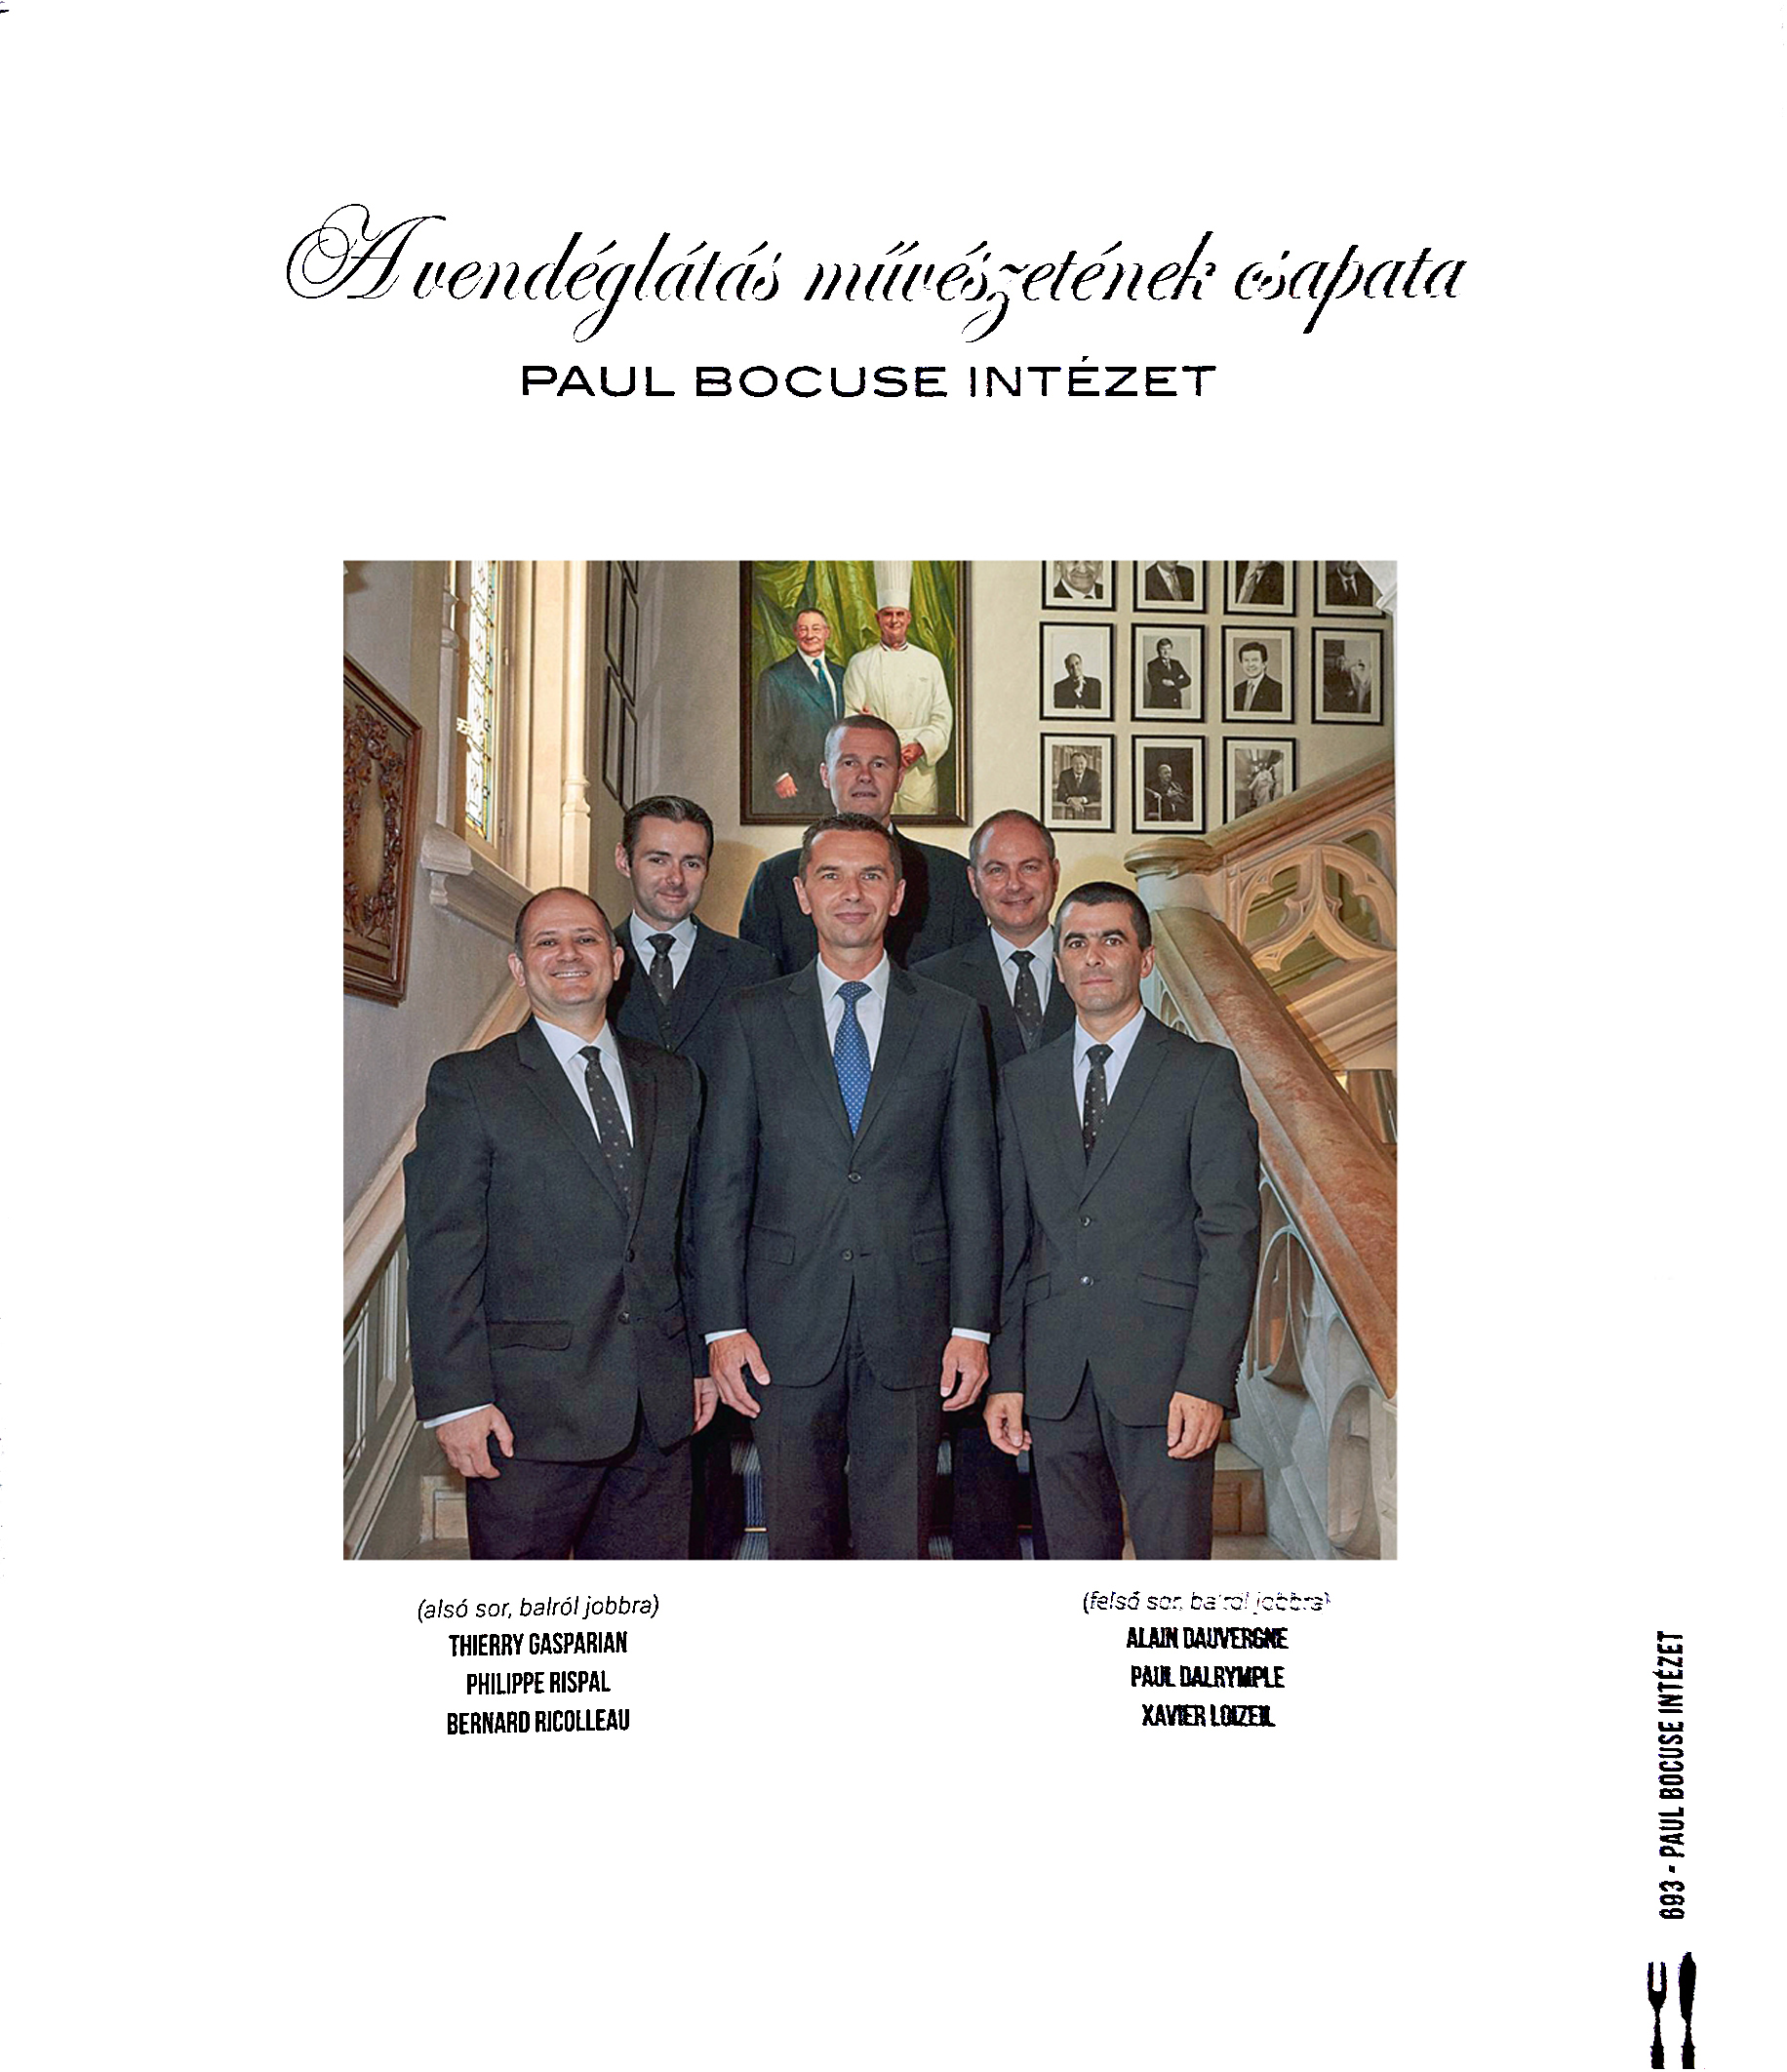 A vendéglátás művészetének csapata
PAUL BOCUSE INTÉZET
(alsó sor, balról jobbra)
THIERRY GASPARIAN
PHILIPPE RISPAL
BERNARD RICOLLEAU
(felső sor, balról jobbra)
ALAIN DAUVERGNE
PAUL DALRYMPLE
XAVIER LOIZEIL
693 - PAUL BOCUSE INTÉZET